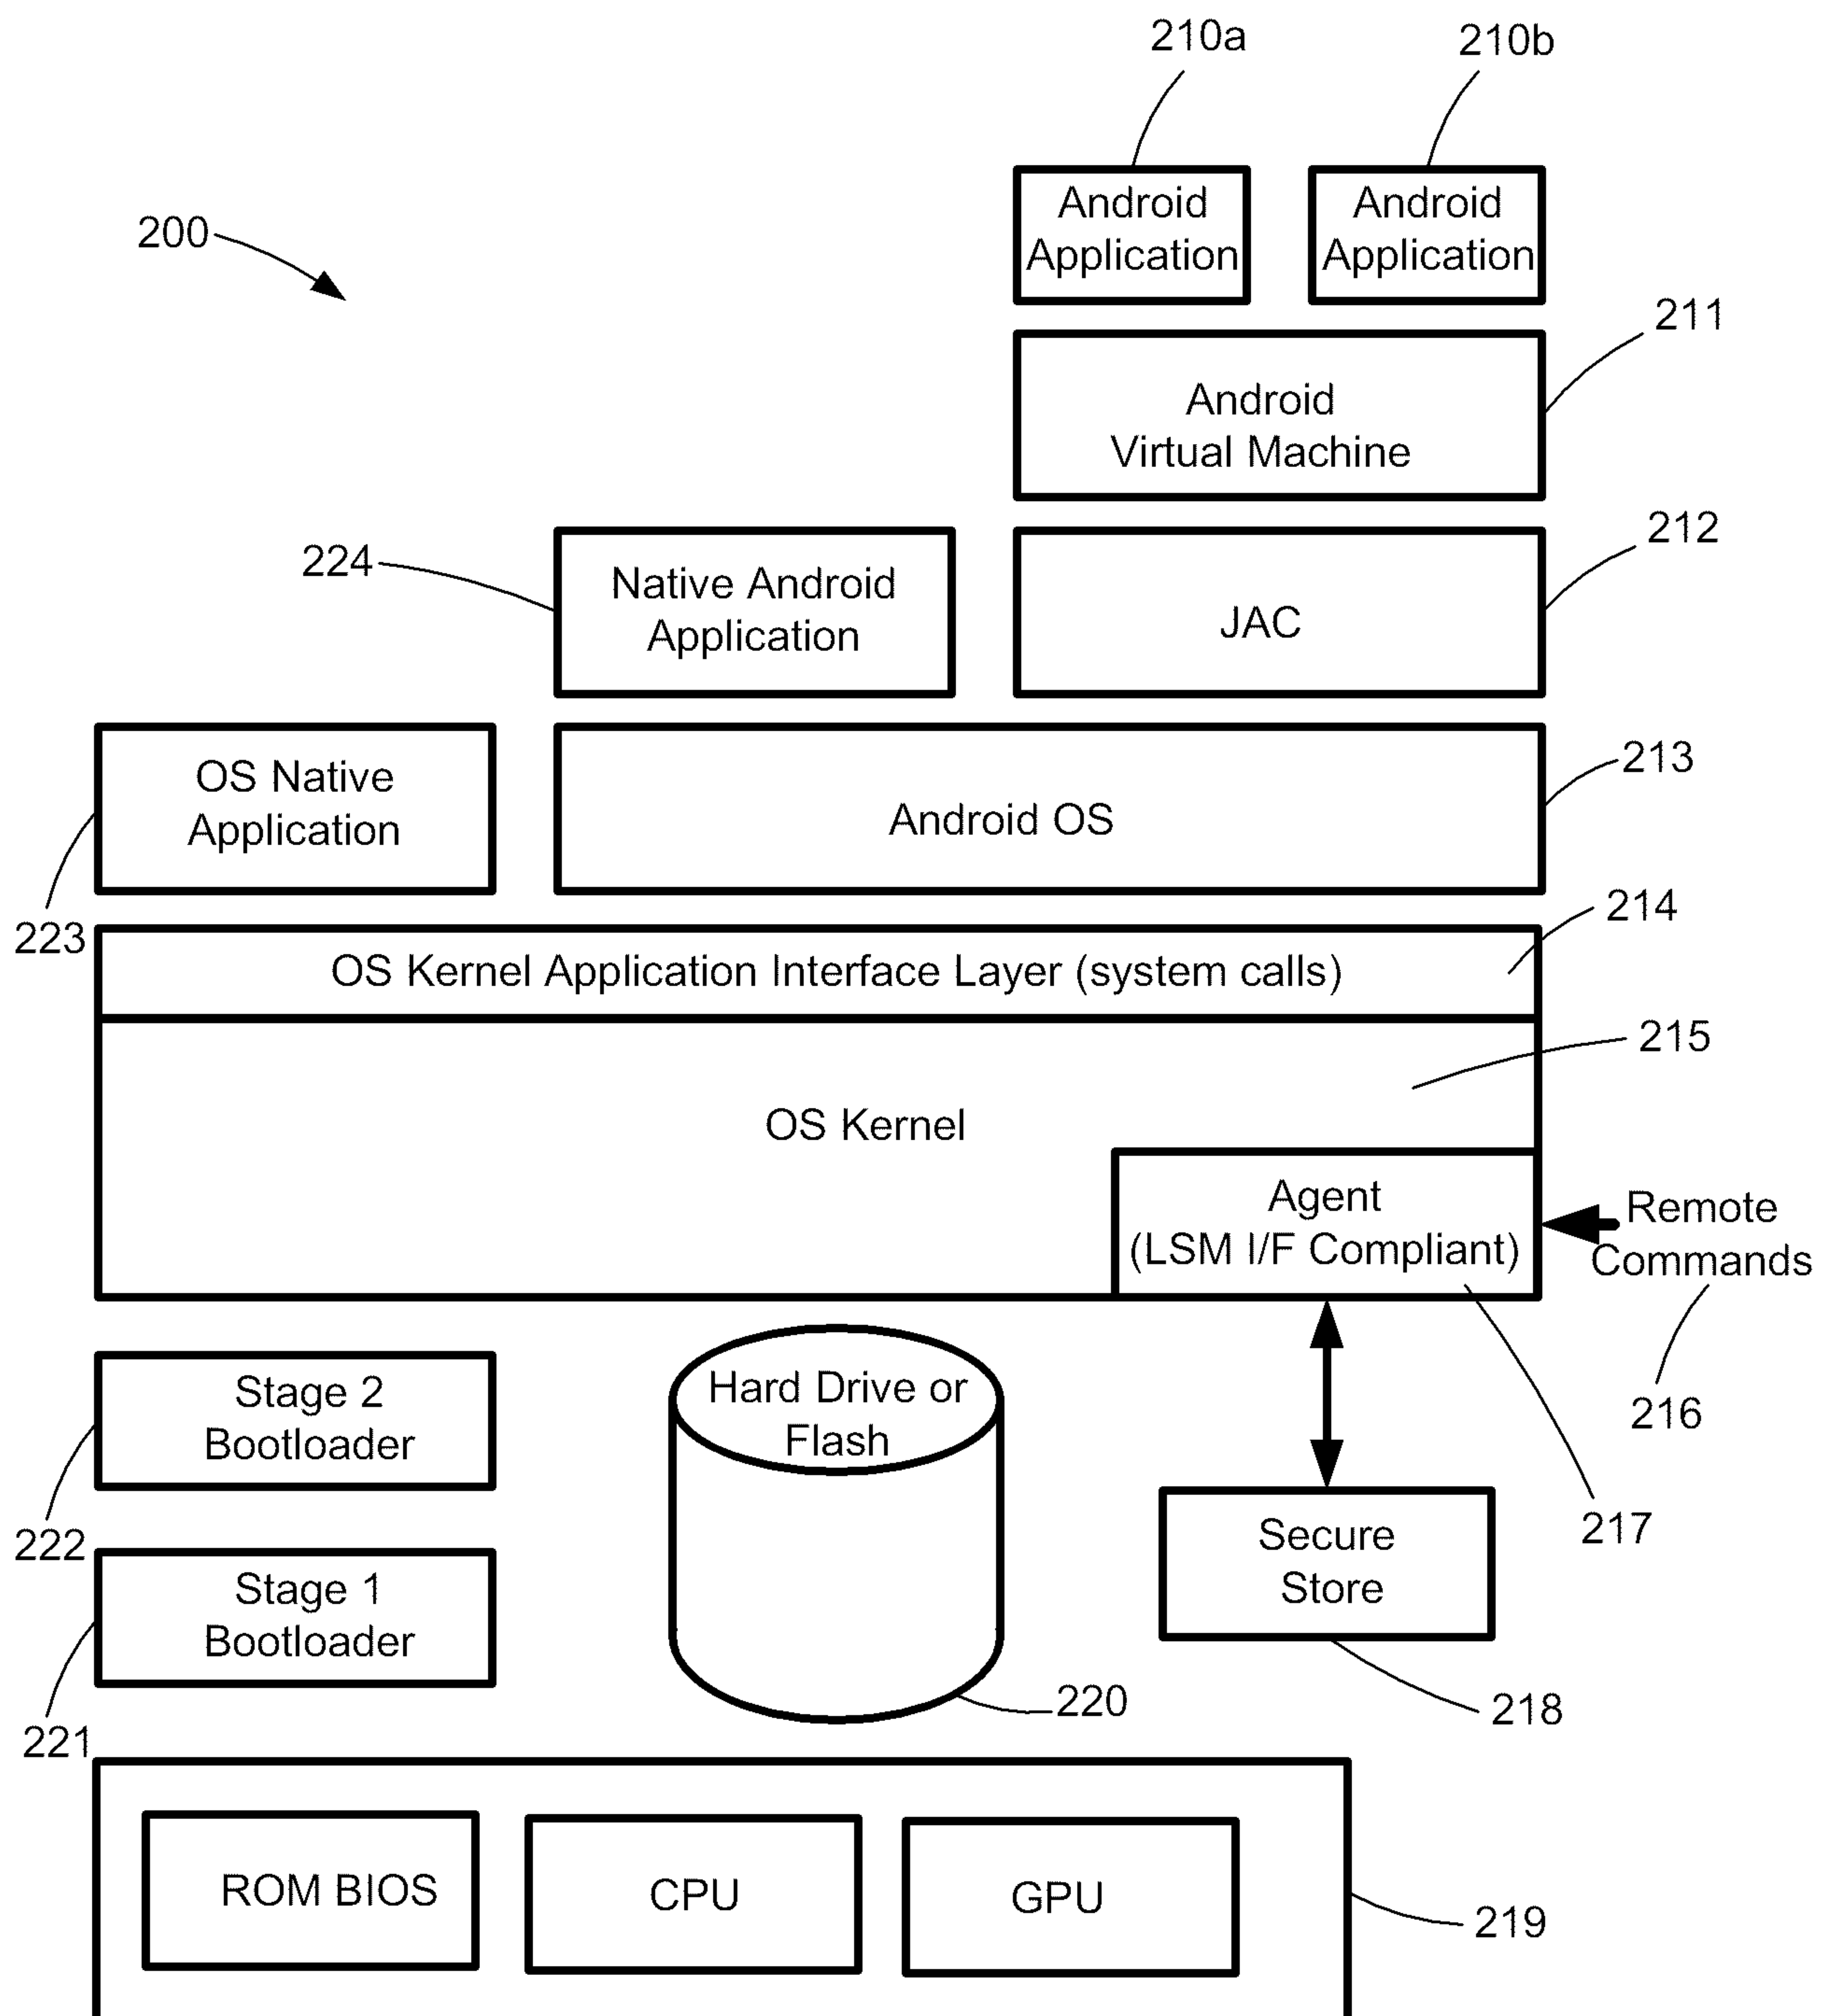 210a
210b
200
Android
Application
Android
Application
211
Android
Virtual Machine
212
224
Native Android
Application
JAC
213
OS Native
Application
Android OS
223
214
OS Kernel Application Interface Layer (system calls)
215
OS Kernel
Agent
(LSM I/F Compliant)
Remote
Commands
216
Stage 2
Bootloader
Hard Drive or
Flash
222
217
Secure
Store
Stage 1
Bootloader
220
218
221
ROM BIOS
CPU
GPU
219